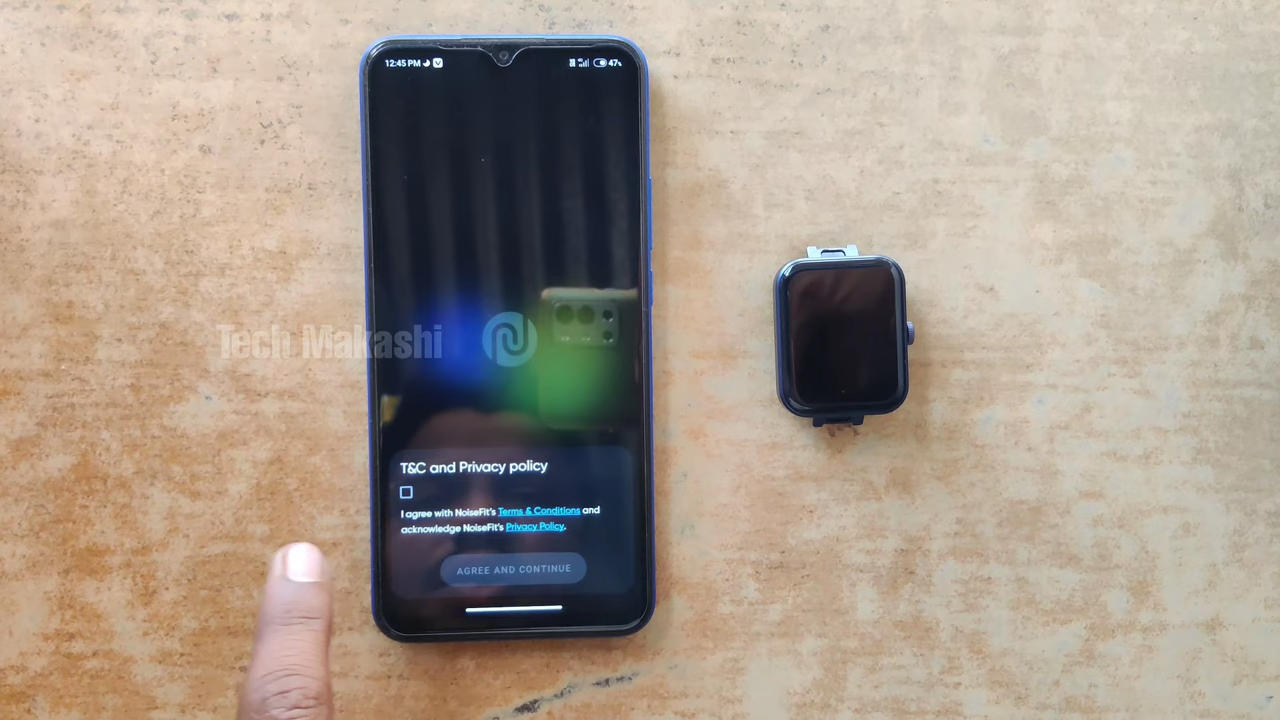 12:45 PM
47%
Tech Makashi
T&C and Privacy policy
I agree with NoiseFit's Terms & Conditions and
acknowledge NoiseFit's Privacy Policy.
AGREE AND CONTINUE